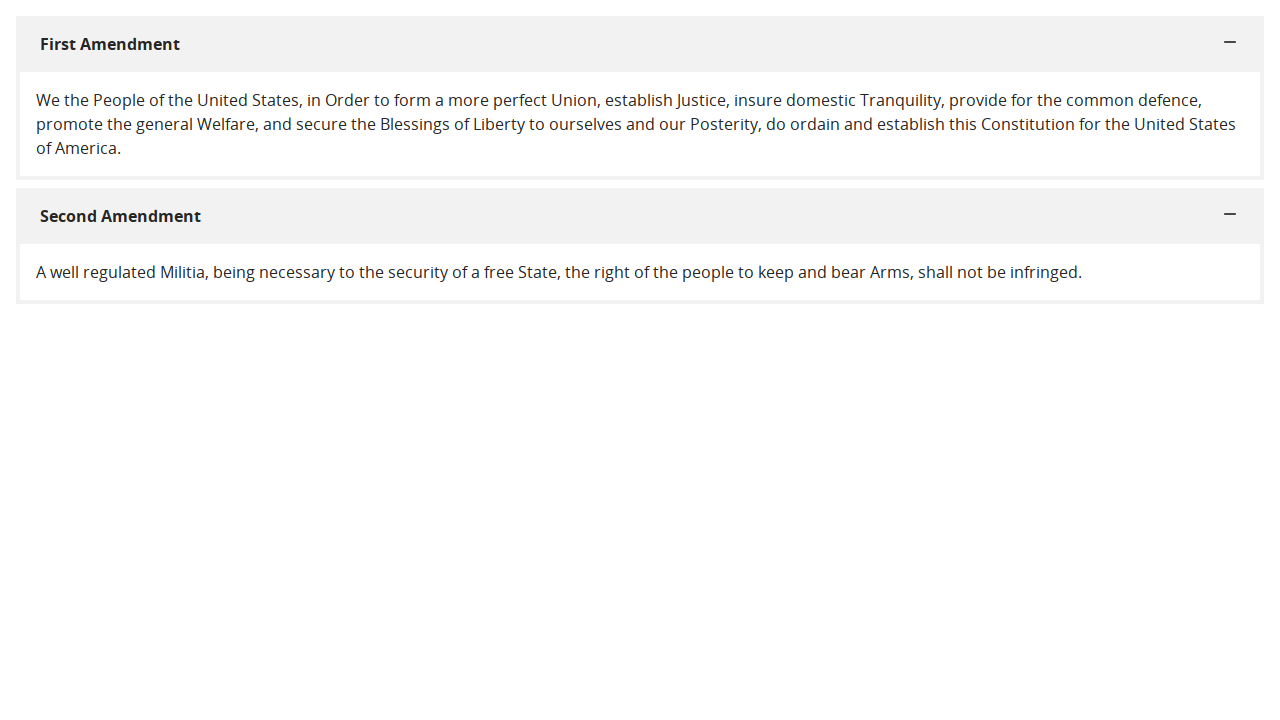 First Amendment
We the People of the United States, in Order to form a more perfect Union, establish Justice, insure domestic Tranquility, provide for the common defence,
promote the general Welfare, and secure the Blessings of Liberty to ourselves and our Posterity, do ordain and establish this Constitution for the United States
of America.
Second Amendment
A well regulated Militia, being necessary to the security of a free State, the right of the people to keep and bear Arms, shall not be infringed.